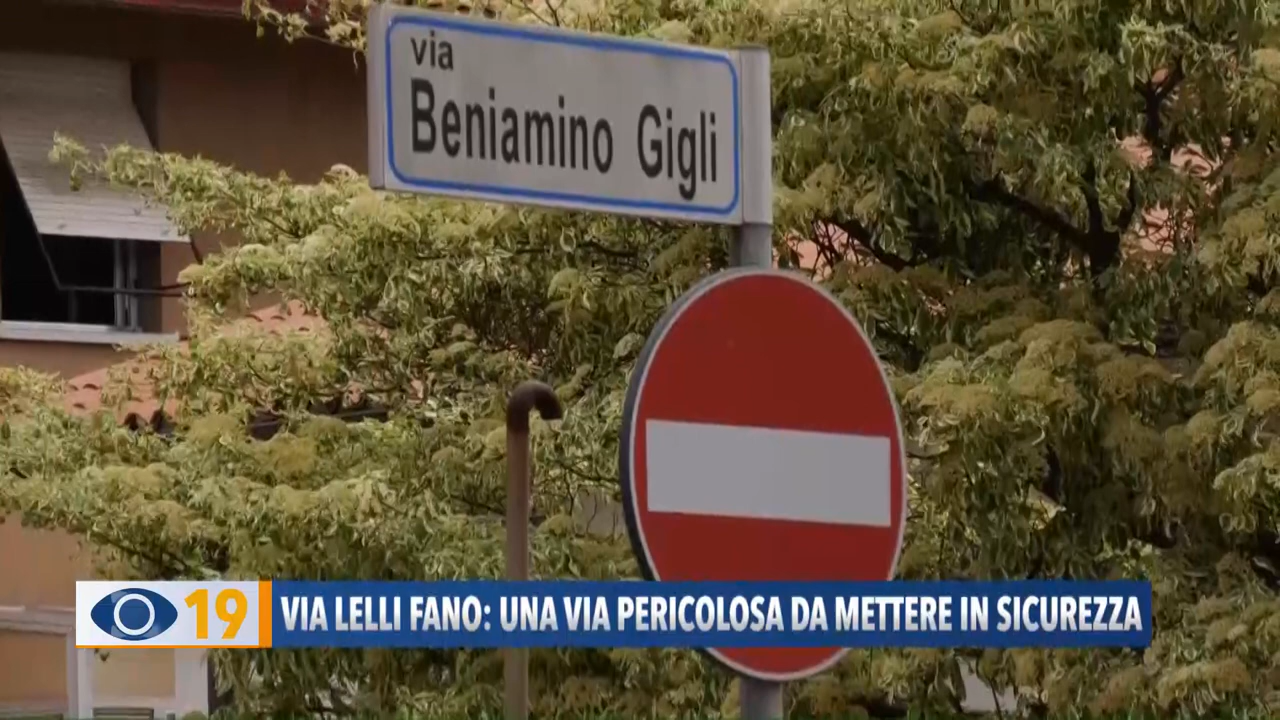 via
Beniamino Gigli
19
VIA LELLI FANO: UNA VIA PERICOLOSA DA METTERE IN SICUREZZA